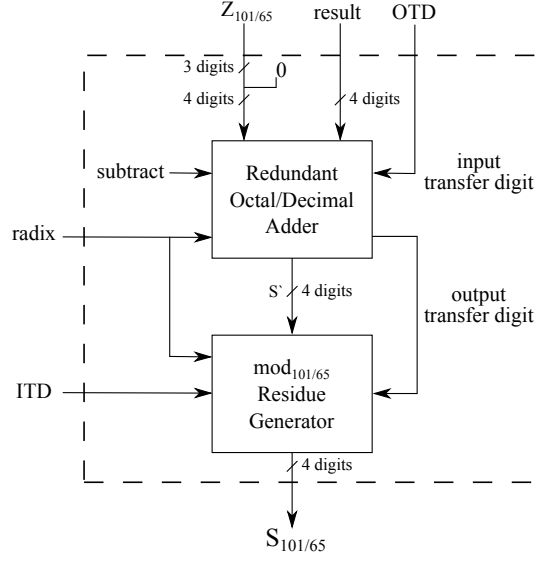 Z101/65 result OTD
3 digits
0
4 digits
4 digits
subtract
Redundant
Octal/Decimal
Adder
input
transfer digit
radix
S` 4 digits
output
transfer digit
mod101/65
Residue
Generator
ITD
4 digits
S101/65